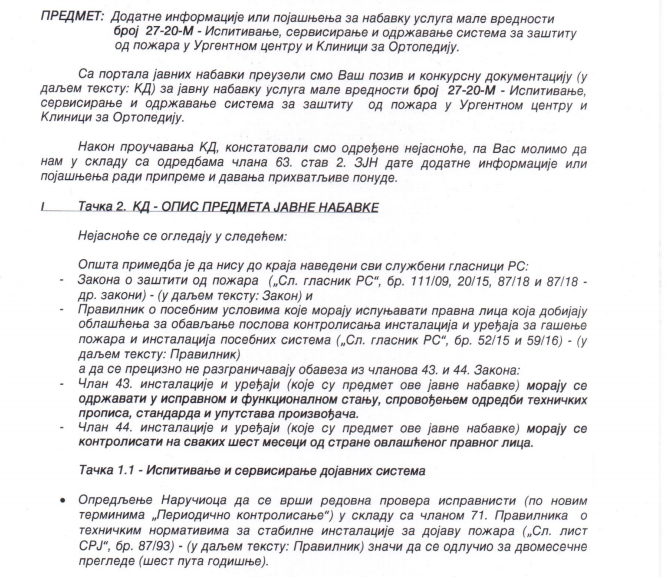 ПРЕДМЕТ: Додатне информације или појашњења за набавку услуга мале вредности
број 27-20-М - Испитивање, сервисирање и одржавање система за заштиту
од пожара у Ургентном центру и Клиници за Ортопедију.
Са портала јавних набавки преузели смо Ваш позив и конкурсну документацију (у
даљем тексту: КД) за јавну набавку услуга мале вредности број 27-20-М - Испитивање,
сервисирање и одржавање система за заштиту од пожара у Ургентном центру и
Клиници за Ортопедију.
Након проучавања КД, констатовали смо одређене нејасноће, па Вас молимо да
нам у складу са одредбама члана 63. став 2. ЗЈН дате додатне информације или
појашњења ради припреме и давања прихватљиве понуде.
I Тачка 2. КД - ОПИС ПРЕДМЕТА ЈАВНЕ НАБАВКЕ
Нејасноће се огледају у следећем:
Општа примедба је да нису до краја наведени сви службени гласници РС:
- Закона о заштити од пожара („Сл. гласник РС“, бр. 111/09, 20/15, 87/18 и 87/18 -
др. закони) - (у даљем тексту: Закон) и
- Правилник о посебним условима које морају испуњавати правна лица која добијају
облашћења за обављање послова контролисања инсталација и уређаја за гашење
пожара и инсталација посебних система („Сл. гласник РС“, бр. 52/15 и 59/16) - (у
даљем тексту: Правилник)
а да се прецизно не разграничавају обавеза из чланова 43. и 44. Закона:
- Члан 43. инсталације и уређаји (које су предмет ове јавне набавке) морају се
одржавати у исправном и функционалном стању, спровођењем одредби техничких
прописа, стандарда и упутстава произвођача.
- Члан 44. инсталације и уређаји (које су предмет ове јавне набавке) морају се
контролисати на сваких шест месеци од стране овлашћеног правног лица.
Тачка 1.1 - Испитивање и сервисирање дојавних система
• Опредљење Наручиоца да се врши редовна провера исправности (по новим
терминима „Периодично контролисање“) у складу са чланом 71. Правилника о
техничким нормативима за стабилне инсталације за дојаву пожара („Сл. лист
СРЈ“, бр. 87/93) - (у даљем тексту: Правилник) значи да се одлучио за двомесечне
прегледе (шест пута годишње).